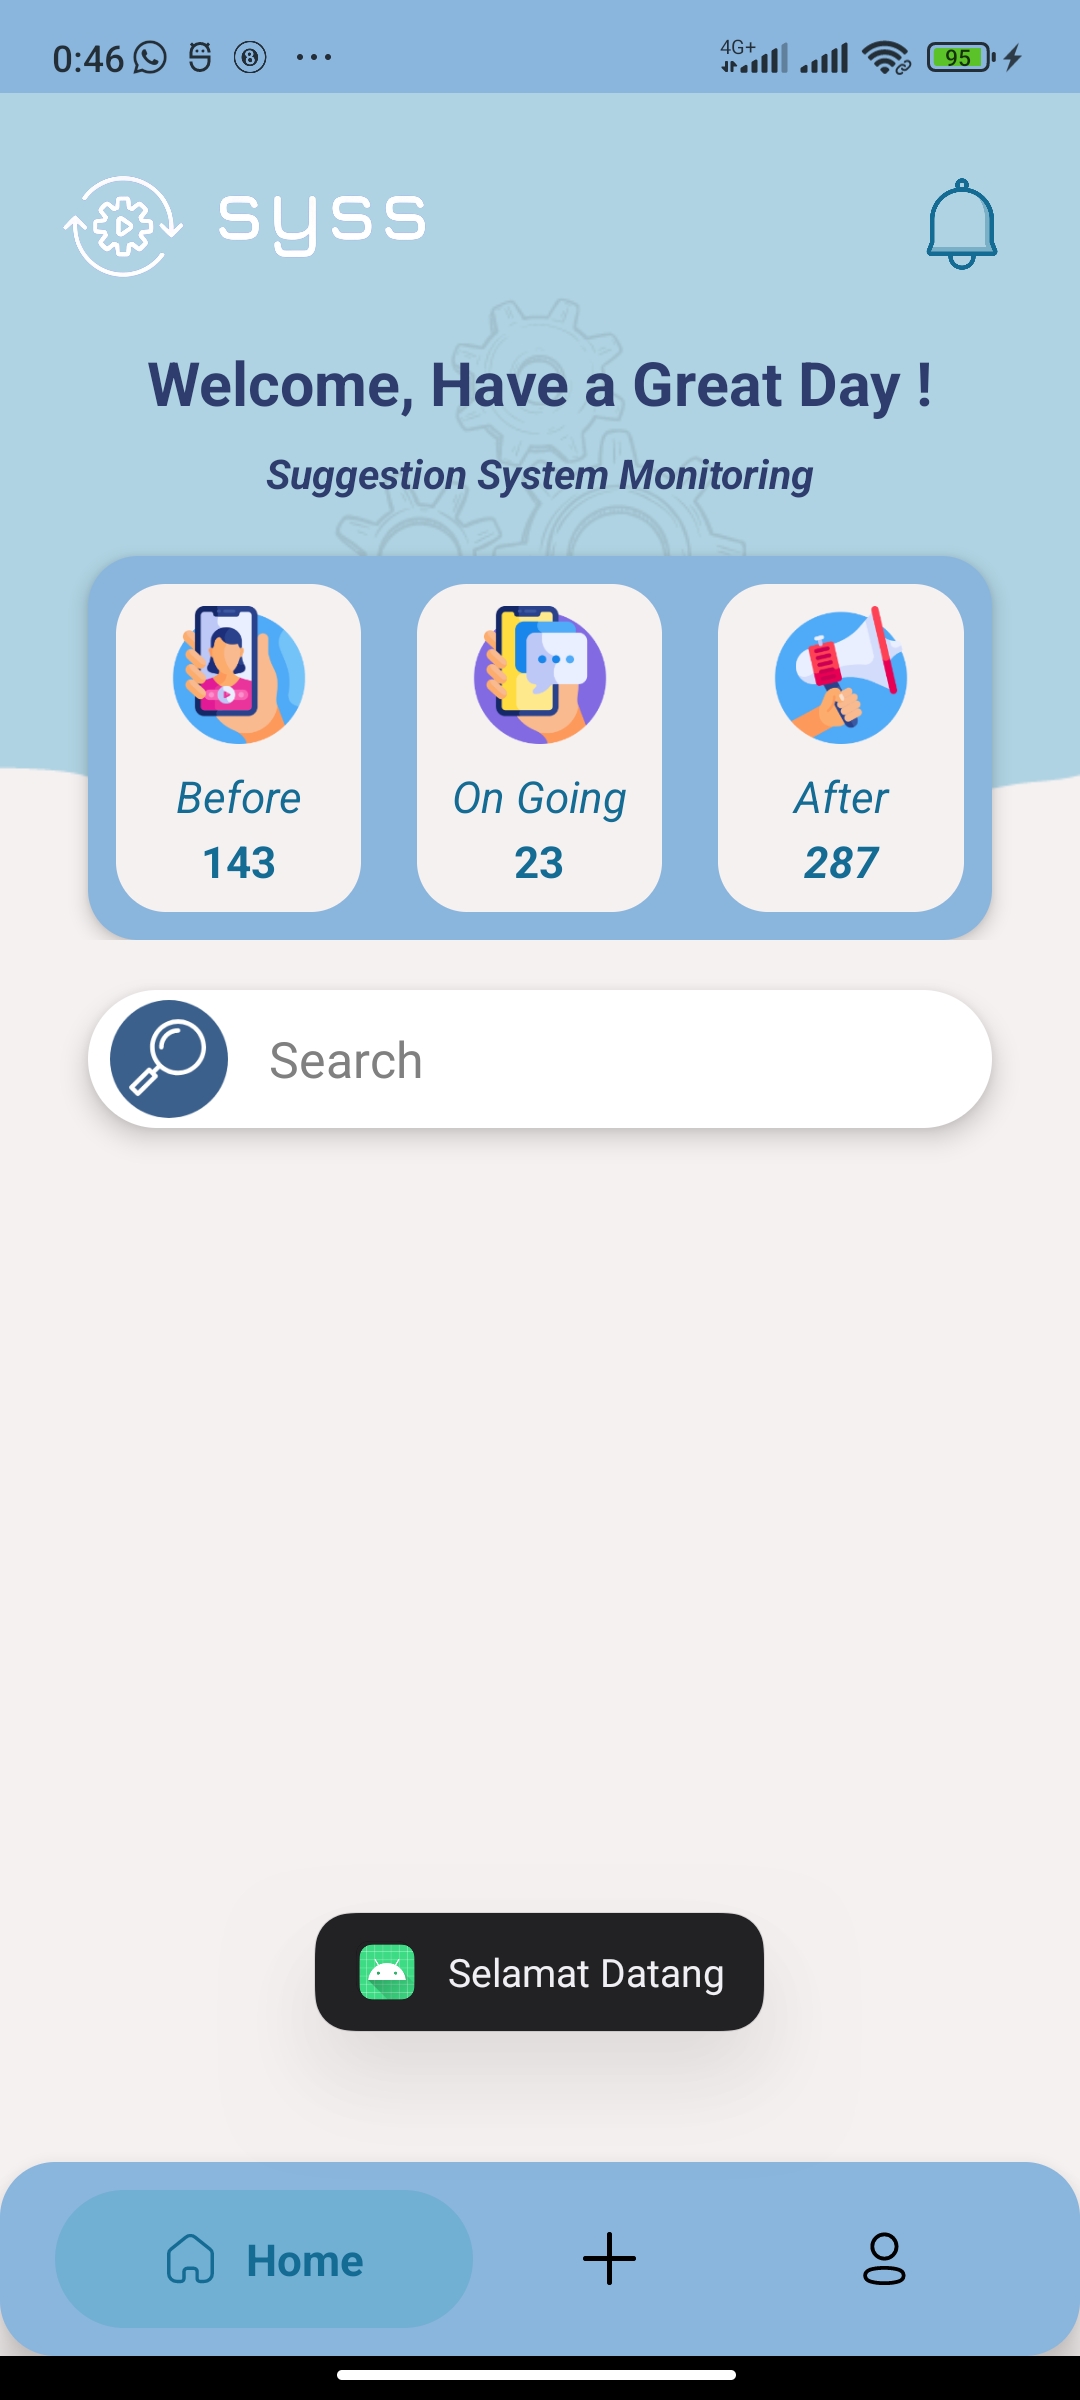 0:46
4G+
95
syss
Welcome, Have a Great Day !
Suggestion System Monitoring
Before
143
On Going
23
After
287
Search
Selamat Datang
Home